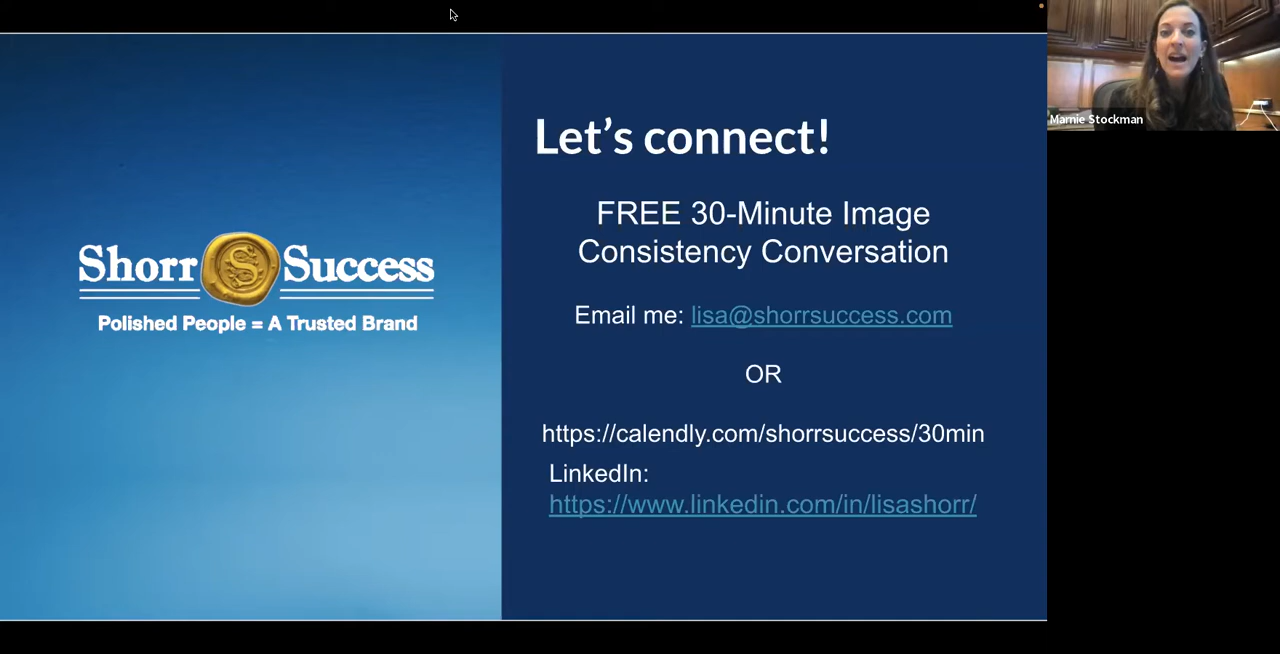 Let's connect!
FREE 30-Minute Image
Consistency Conversation
Email me: lisa@shorrsuccess.com
OR
https://calendly.com/shorrsuccess/30min
LinkedIn:
https://www.linkedin.com/in/lisashorr/
Shorr S Success
Polished People = A Trusted Brand
Marnie Stockman